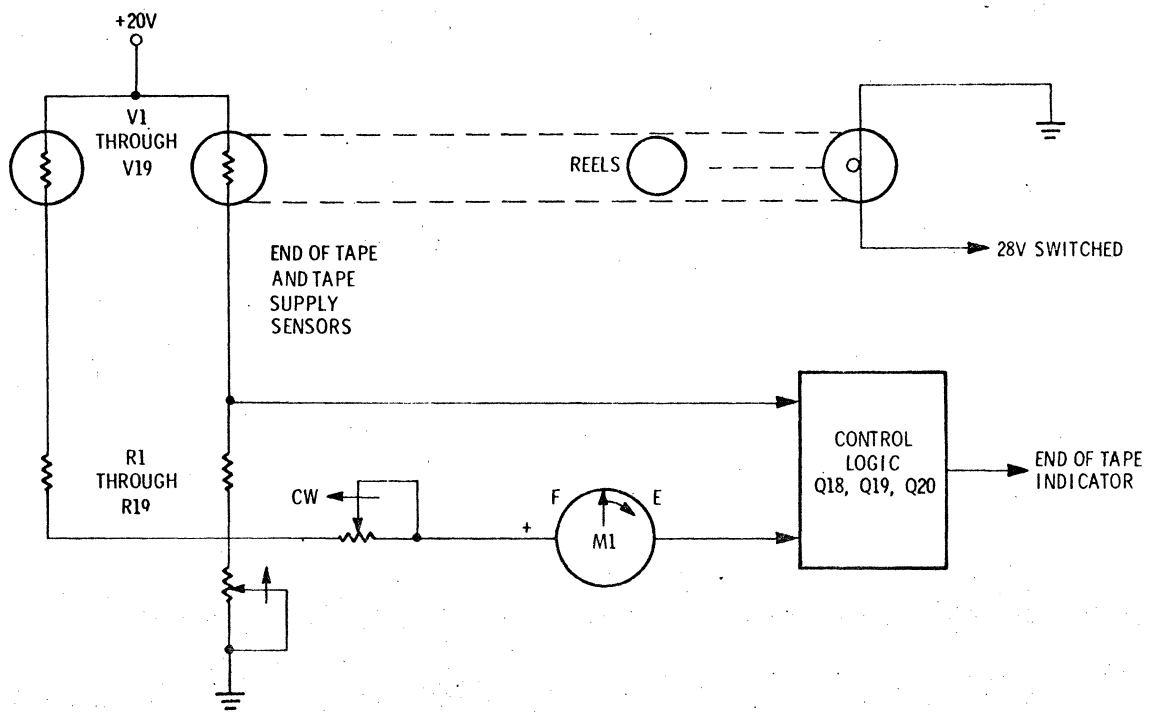 +20V
V1
THROUGH
V19
REELS
28V SWITCHED
END OF TAPE
AND TAPE
SUPPLY
SENSORS
R1
THROUGH
R19
CW
+
F
E
M1
CONTROL
LOGIC
Q18, Q19, Q20
END OF TAPE
INDICATOR